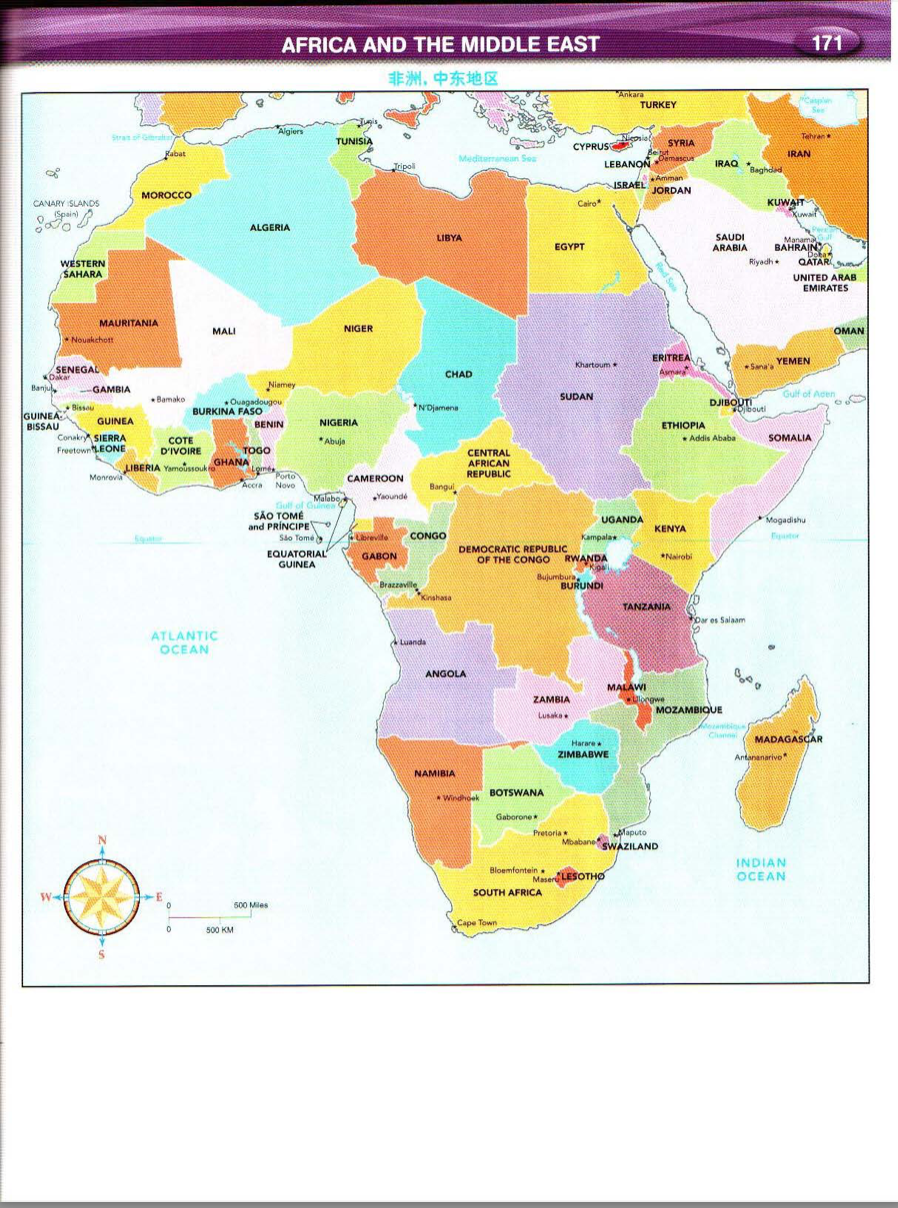 AFRICA AND THE MIDDLE EAST
171
非洲，中东地区
Ankara
TURKEY
Caspian
Sea
Tehran
IRAN
Strait of Gibraltar
Algiers
Tunis
TUNISIA
Mediterranean Sea
Nicosia
CYPRUS
SYRIA
Beirut
LEBANON
Damascus
IRAQ
Baghdad
Rabat
Tripoli
ISRAEL
Amman
JORDAN
MOROCCO
Cairo
KUWAIT
Kuwait
CANARY ISLANDS
(Spain)
ALGERIA
LIBYA
EGYPT
SAUDI
ARABIA
Persian
Gulf
Manama
BAHRAIN
Doha
QATAR
Riyadh
WESTERN
SAHARA
Red Sea
UNITED ARAB
EMIRATES
MAURITANIA
MALI
NIGER
OMAN
Nouakchott
CHAD
Khartoum
ERITREA
Asmara
Sana'a
YEMEN
SENEGAL
Dakar
Banjul
GAMBIA
Niamey
SUDAN
Gulf of Aden
Bamako
Ouagadougou
BURKINA FASO
N'Djamena
DJIBOUTI
Djibouti
Bissau
GUINEA
BISSAU
GUINEA
BENIN
NIGERIA
Abuja
ETHIOPIA
Addis Ababa
SOMALIA
Conakry
SIERRA
LEONE
Freetown
COTE
D'IVOIRE
TOGO
GHANA
CENTRAL
AFRICAN
REPUBLIC
LIBERIA
Yamoussoukro
Lomé
Monrovia
Accra
Porto
Novo
CAMEROON
Bangui
Malabo
Yaoundé
Gulf of Guinea
SÃO TOMÉ
and PRÍNCIPE
São Tomé
Libreville
CONGO
UGANDA
Kampala
KENYA
Mogadishu
Equator
Equator
EQUATORIAL
GUINEA
GABON
DEMOCRATIC REPUBLIC
OF THE CONGO
RWANDA
Kigali
Nairobi
Bujumbura
BURUNDI
Brazzaville
Kinshasa
TANZANIA
Dar es Salaam
ATLANTIC
OCEAN
Luanda
ANGOLA
MALAWI
Lilongwe
ZAMBIA
Lusaka
MOZAMBIQUE
Mozambique
Channel
MADAGASCAR
Antananarivo
Harare
ZIMBABWE
NAMIBIA
Windhoek
BOTSWANA
Gaborone
Pretoria
Mbabane
Maputo
SWAZILAND
Bloemfontein
Maseru
LESOTHO
SOUTH AFRICA
Cape Town
INDIAN
OCEAN
N
W
E
S
0
500 Miles
0
500 KM